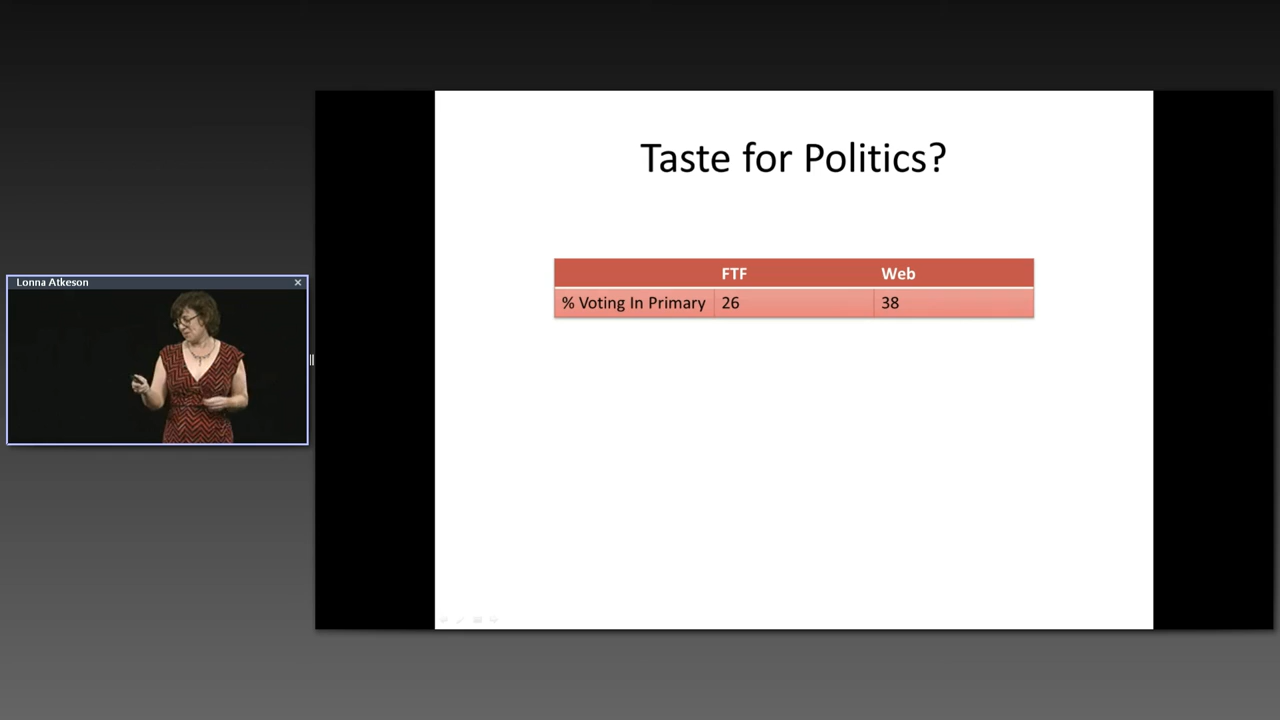 Taste for Politics?
Lonna Atkeson
FTF Web
% Voting In Primary 26 38